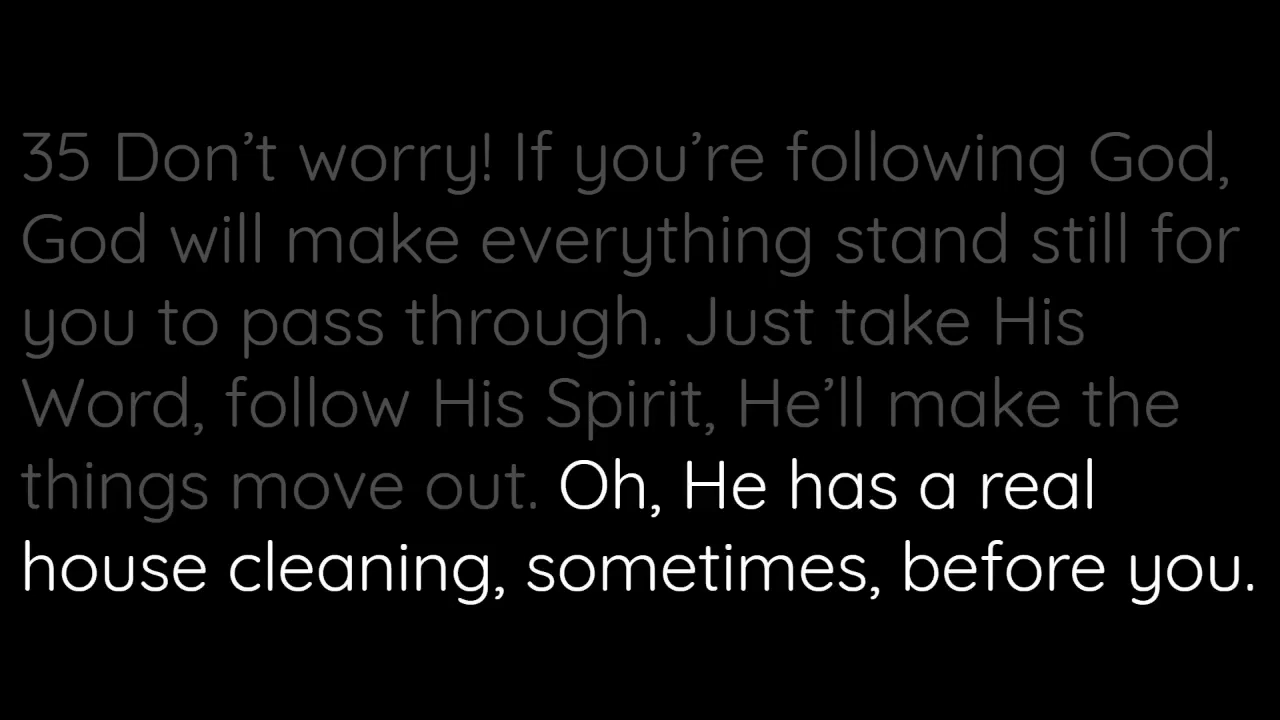 35 Don’t worry! If you’re following God,
God will make everything stand still for
you to pass through. Just take His
Word, follow His Spirit, He’ll make the
things move out. Oh, He has a real
house cleaning, sometimes, before you.